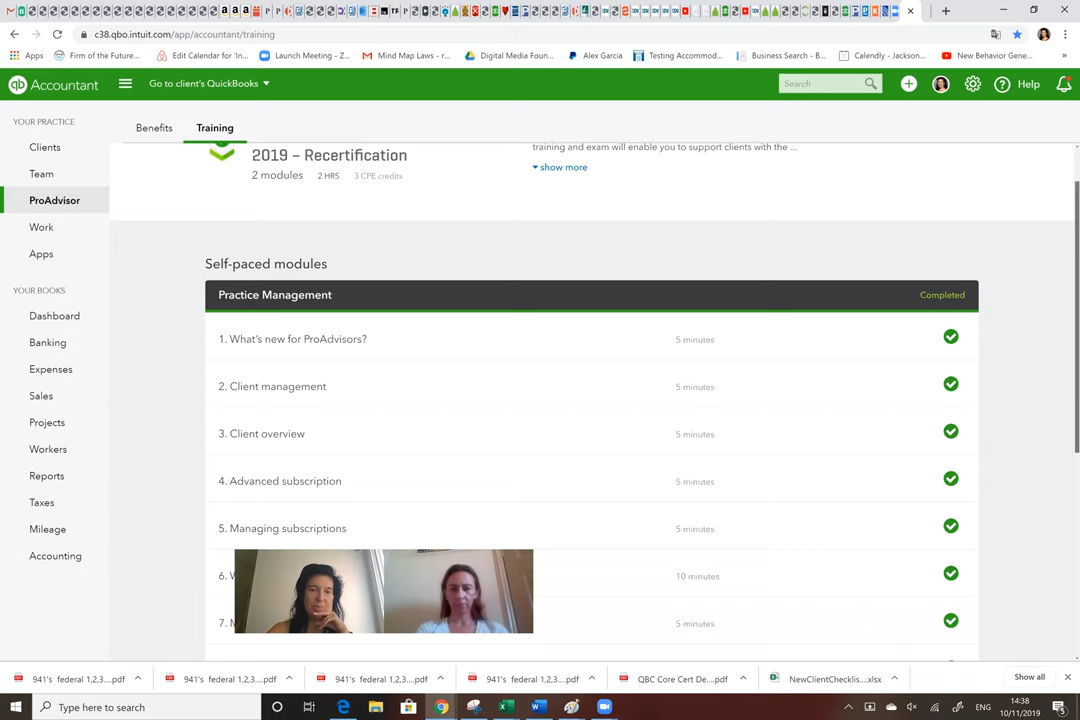 c38.qbo.intuit.com/app/accountant/training
Apps
Firm of the Future...
Edit Calendar for 'In...
Launch Meeting - Z...
Mind Map Laws - r...
Digital Media Foun...
Alex Garcia
Testing Accommod...
Business Search - B...
Calendly - Jackson...
New Behavior Gene...
qb Accountant
Go to client's QuickBooks
Search
Help
YOUR PRACTICE
Clients
Team
ProAdvisor
Work
Apps
YOUR BOOKS
Dashboard
Banking
Expenses
Sales
Projects
Workers
Reports
Taxes
Mileage
Accounting
Benefits
Training
2019 – Recertification
2 modules 2 HRS 3 CPE credits
training and exam will enable you to support clients with the ...
show more
Self-paced modules
Practice Management
Completed
1. What's new for ProAdvisors?
5 minutes
2. Client management
5 minutes
3. Client overview
5 minutes
4. Advanced subscription
5 minutes
5. Managing subscriptions
5 minutes
6.
10 minutes
7.
5 minutes
941's federal 1,2,3....pdf
941's federal 1,2,3....pdf
941's federal 1,2,3....pdf
941's federal 1,2,3....pdf
QBC Core Cert De....pdf
NewClientChecklis....xlsx
Show all
Type here to search
ENG
14:38
10/11/2019
5